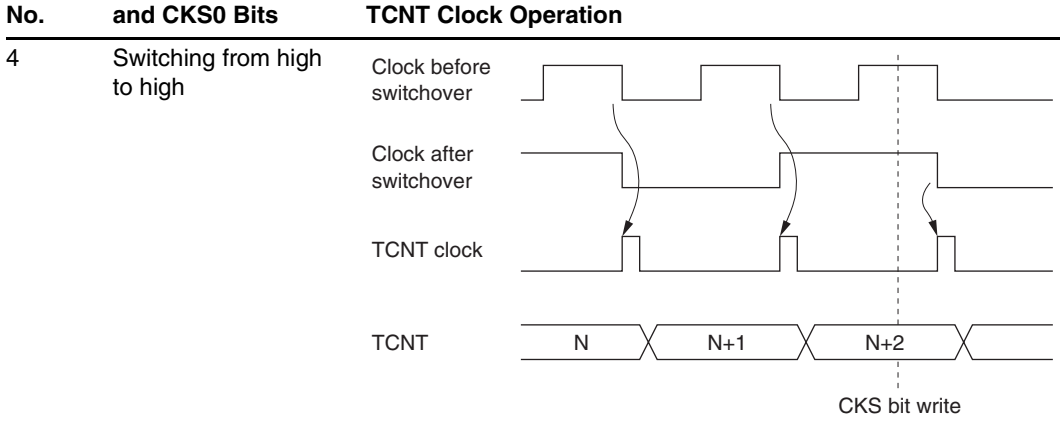 No. and CKS0 Bits TCNT Clock Operation
4 Switching from high
to high
Clock before
switchover
Clock after
switchover
TCNT clock
TCNT N N+1 N+2
CKS bit write